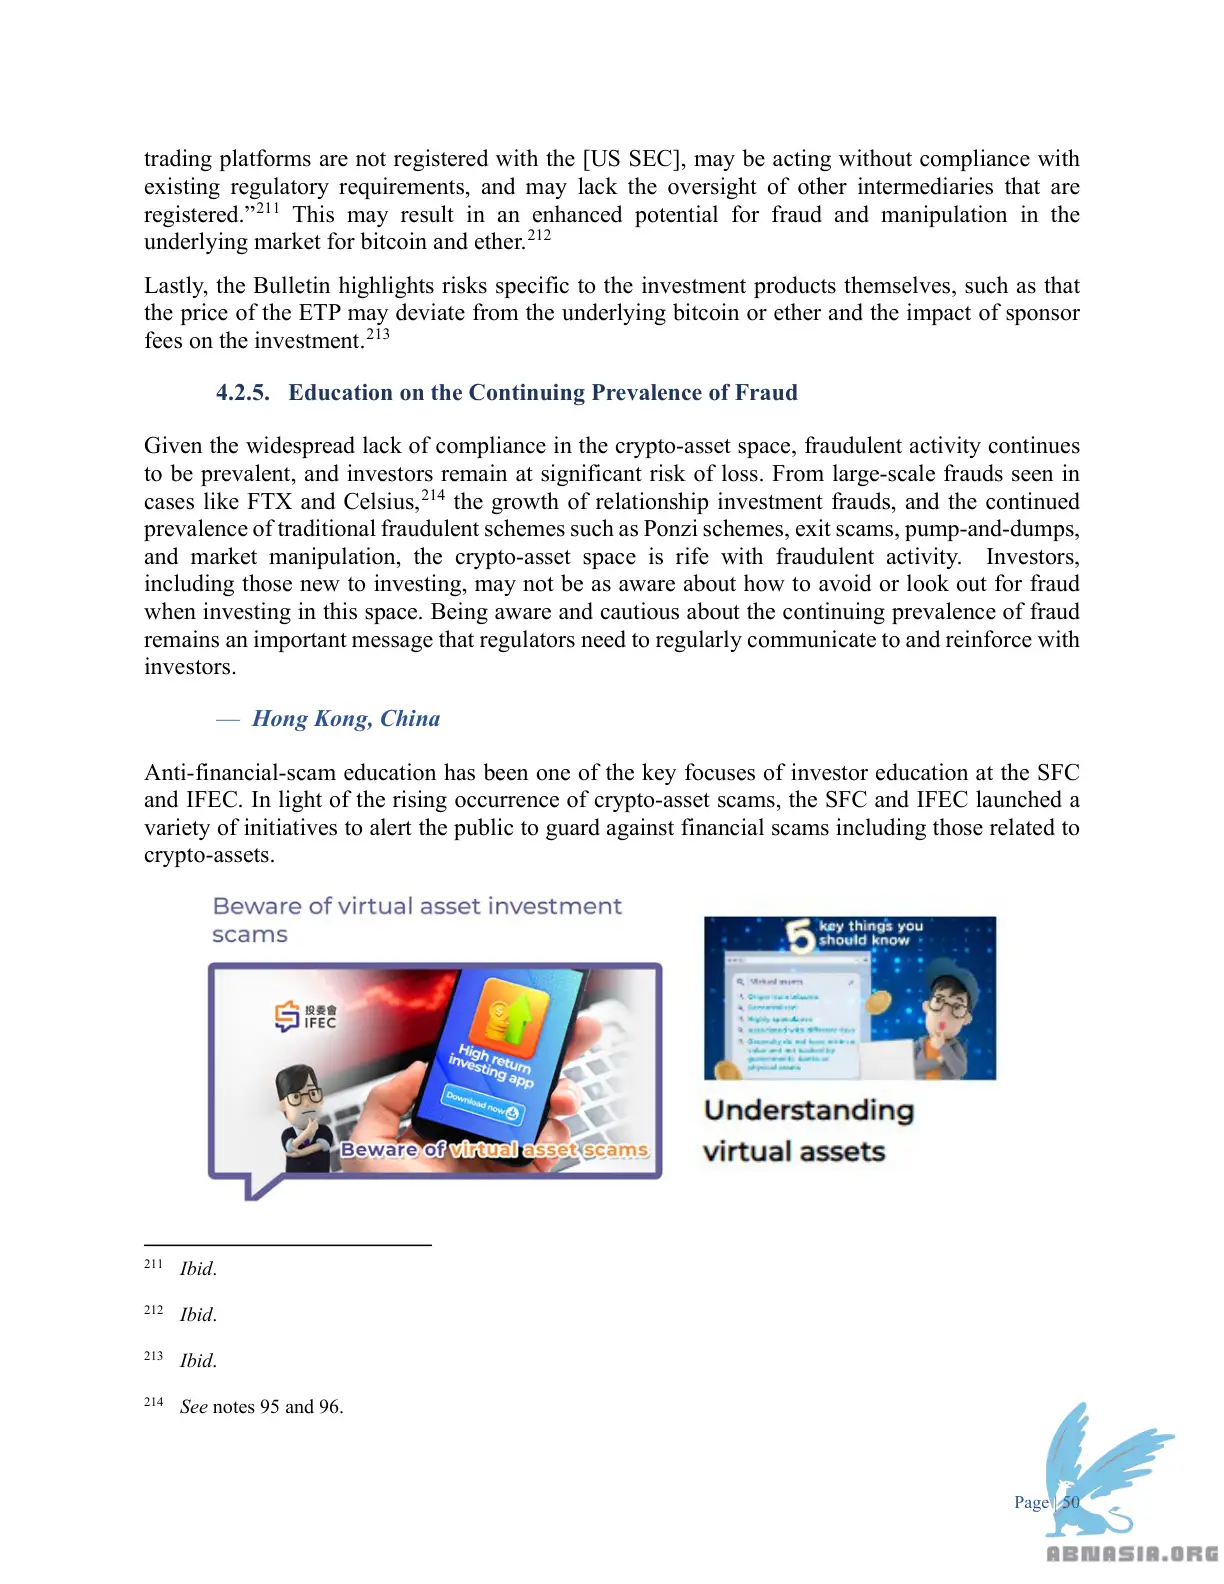 trading platforms are not registered with the [US SEC], may be acting without compliance with
existing regulatory requirements, and may lack the oversight of other intermediaries that are
registered.”211 This may result in an enhanced potential for fraud and manipulation in the
underlying market for bitcoin and ether.212
Lastly, the Bulletin highlights risks specific to the investment products themselves, such as that
the price of the ETP may deviate from the underlying bitcoin or ether and the impact of sponsor
fees on the investment.213
4.2.5. Education on the Continuing Prevalence of Fraud
Given the widespread lack of compliance in the crypto-asset space, fraudulent activity continues
to be prevalent, and investors remain at significant risk of loss. From large-scale frauds seen in
cases like FTX and Celsius,214 the growth of relationship investment frauds, and the continued
prevalence of traditional fraudulent schemes such as Ponzi schemes, exit scams, pump-and-dumps,
and market manipulation, the crypto-asset space is rife with fraudulent activity. Investors,
including those new to investing, may not be as aware about how to avoid or look out for fraud
when investing in this space. Being aware and cautious about the continuing prevalence of fraud
remains an important message that regulators need to regularly communicate to and reinforce with
investors.
— Hong Kong, China
Anti-financial-scam education has been one of the key focuses of investor education at the SFC
and IFEC. In light of the rising occurrence of crypto-asset scams, the SFC and IFEC launched a
variety of initiatives to alert the public to guard against financial scams including those related to
crypto-assets.
Beware of virtual asset investment
scams
投委會
IFEC
High return
investing app
Download now
Beware of virtual asset scams
5 key things you
should know
Virtual assets
Understanding
virtual assets
211 Ibid.
212 Ibid.
213 Ibid.
214 See notes 95 and 96.
Page | 50
ABNASIA.ORG